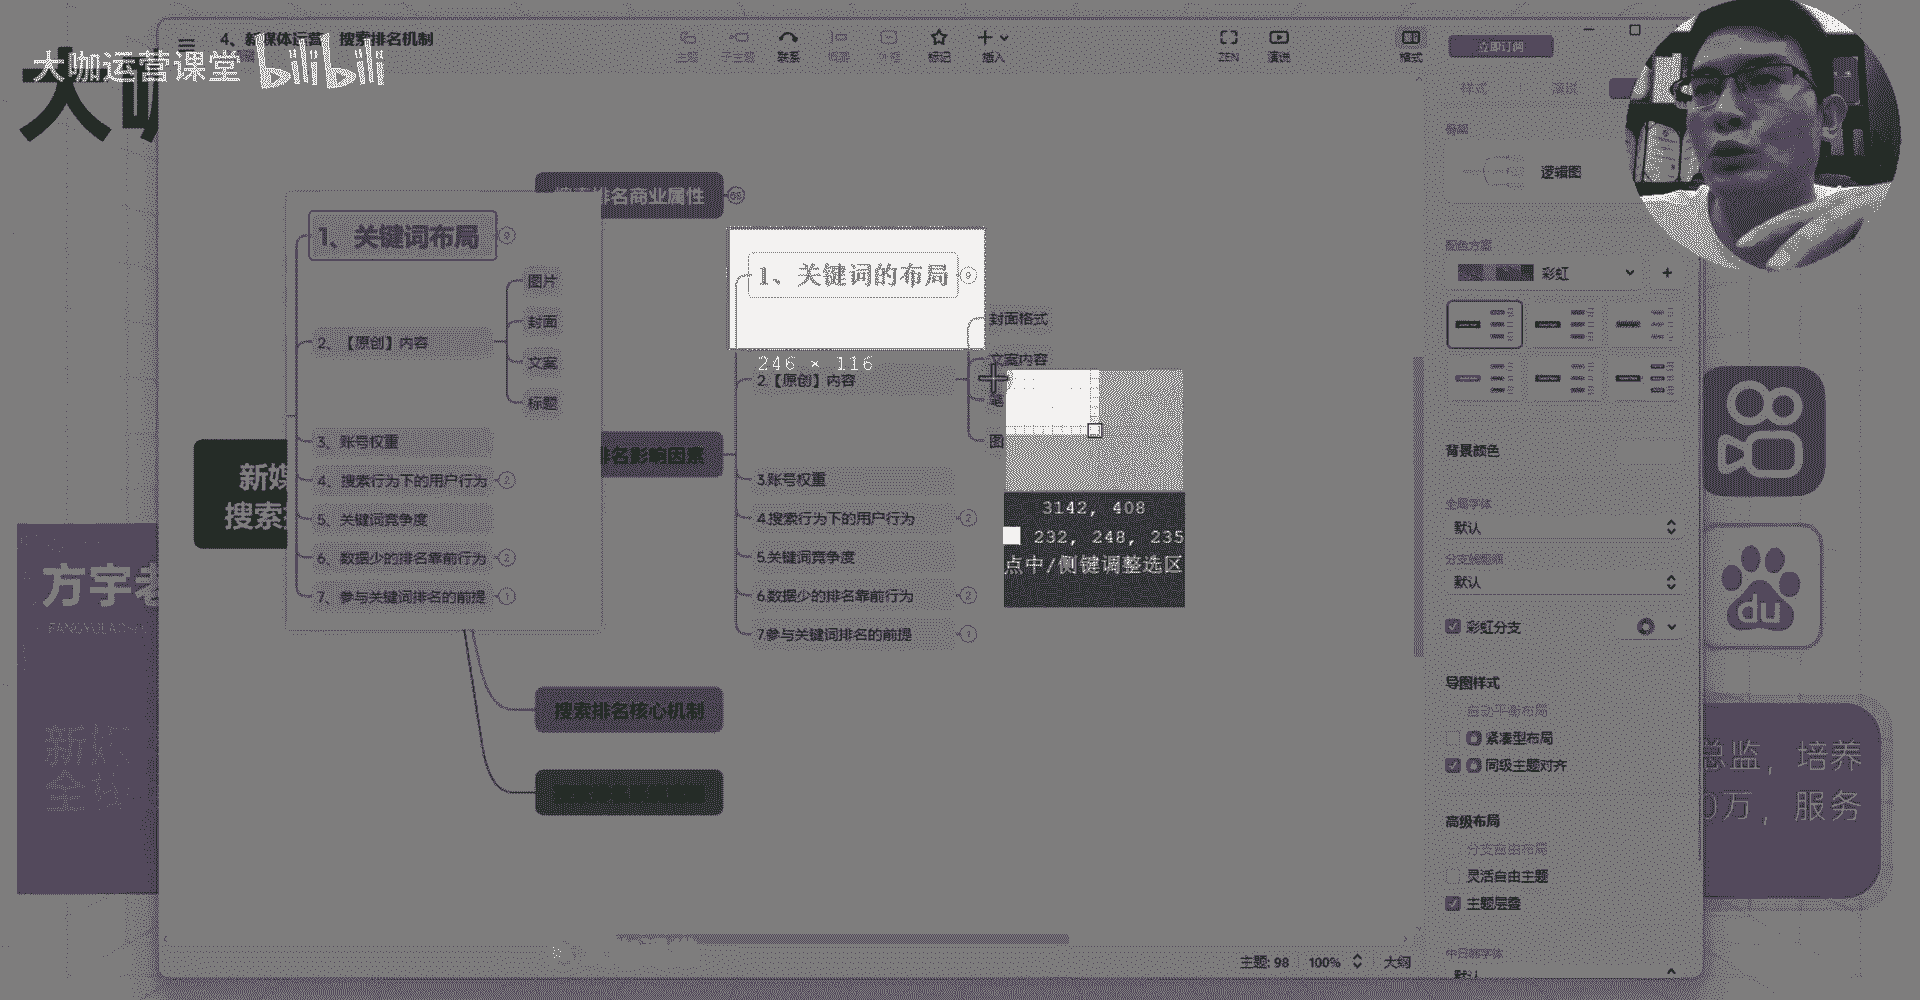 4、新媒体运营 搜索排名机制
大咖运营课堂 bilibili
主题
子主题
联系
概要
外框
标记
插入
ZEN
演说
格式
立即订阅
样式
演说
骨架
逻辑图
配色方案
彩虹
背景颜色
全局字体
默认
分支线粗细
默认
彩虹分支
导图样式
自动平衡布局
紧凑型布局
同级主题对齐
高级布局
分支自由布局
灵活自由主题
主题层叠
中日韩字体
默认
排名商业属性
1、关键词布局
2、【原创】内容
图片
封面
文案
标题
3、账号权重
4、搜索行为下的用户行为
2
5、关键词竞争度
6、数据少的排名靠前行为
2
7、参与关键词排名的前提
1
新媒
搜索
排名影响因素
1、关键词的布局
9
246 × 116
2.【原创】内容
封面格式
文案内容
图
3.账号权重
4.搜索行为下的用户行为
2
5.关键词竞争度
6.数据少的排名靠前行为
2
7.参与关键词排名的前提
1
3142, 408
232, 248, 235
点中/侧键调整选区
搜索排名核心机制
主题: 98
100%
大纲
方宇老
新媒
du
总监，培养
0万，服务